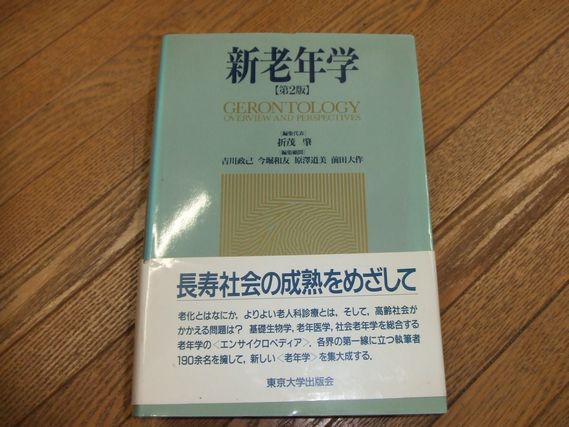 新老年学
【第2版】
GERONTOLOGY
OVERVIEW AND PERSPECTIVES
[編集代表]
折茂 肇
[編集顧問]
吉川政己 今堀和友 原澤道美 前田大作
長寿社会の成熟をめざして
老化とはなにか，よりよい老人科診療とは，そして，高齢社会が
かかえる問題は？ 基礎生物学，老年医学，社会老年学を総合する
老年学の〈エンサイクロペディア〉．各界の第一線に立つ執筆者
190余名を擁して，新しい〈老年学〉を集大成する．
東京大学出版会